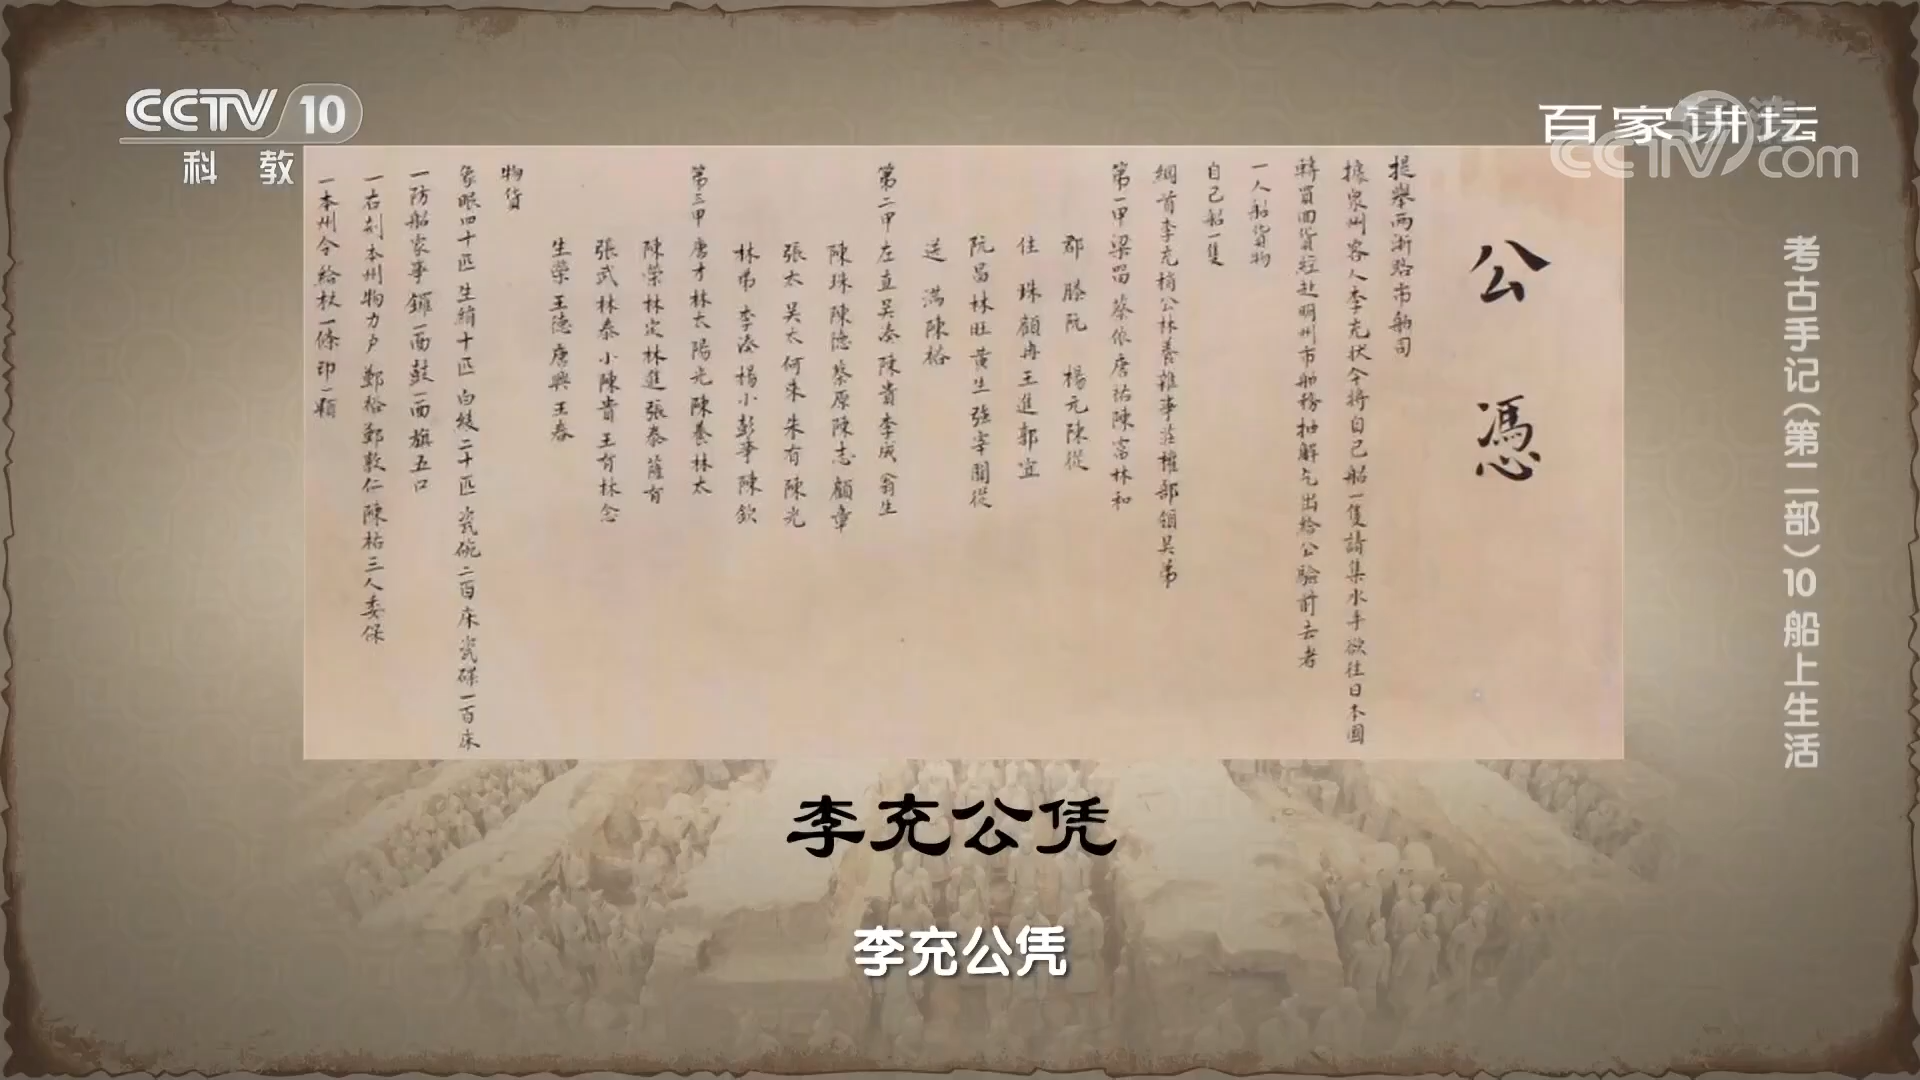 CCTV 10
科 教
百家讲坛
CCTV.com
考古手记（第二部）10 船上生活
公 憑
提舉兩浙路市舶司
據泉州客人李充狀今將自己船一隻請集水手欲往日本國
轉買回貨經赴明州市舶務抽解乞出給公驗前去者
一人船貨物
自己船一隻
綱首李充梢公林養雜事莊權部領吳弟
第一甲梁留蔡依唐祐陳富林和
郡勝阮 楊元陳從
住珠顧冉王進郭宜
阮昌林旺黃生強宰關從
送滿陳裕
第二甲左直吳湊陳貴李成翁生
陳珠陳德蔡原陳志顧章
張太吳太何朱朱有陳光
林弟李湊楊小彭事陳欽
第三甲唐才林太陽光陳養林太
陳榮林定林進張泰薩有
張武林泰小陳貴王有林念
生榮王德唐興王春
物貨
象眼四十匹生絹十匹白綾二十匹瓷碗二百床瓷碟一百床
一防船家事鑼一面鼓一面旗五口
一右刻本州物力戶鄭裕鄭敦仁陳祐三人委保
一本州令給杖一條印一顆
李充公凭
李充公凭